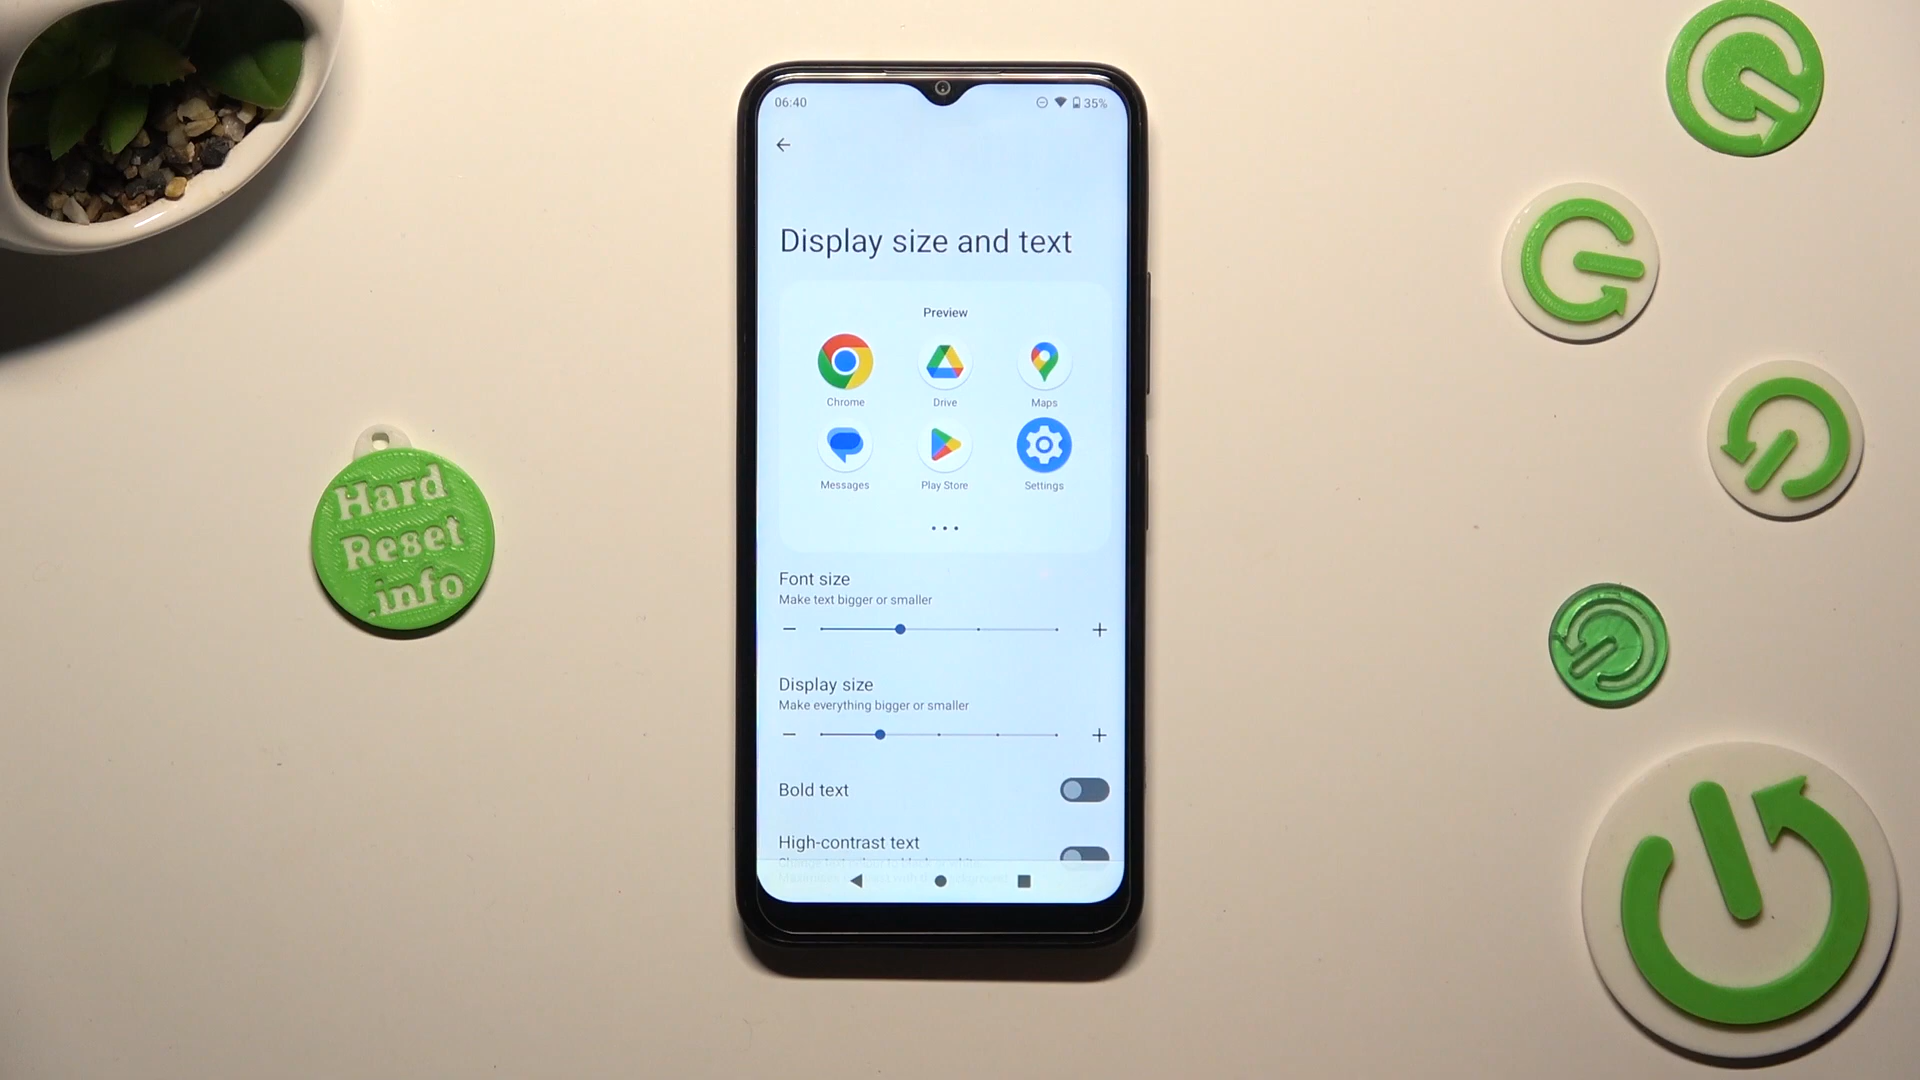 06:40
35%
Display size and text
Preview
Chrome
Drive
Maps
Messages
Play Store
Settings
Font size
Make text bigger or smaller
Display size
Make everything bigger or smaller
Bold text
High-contrast text
Hard
Reset
.info